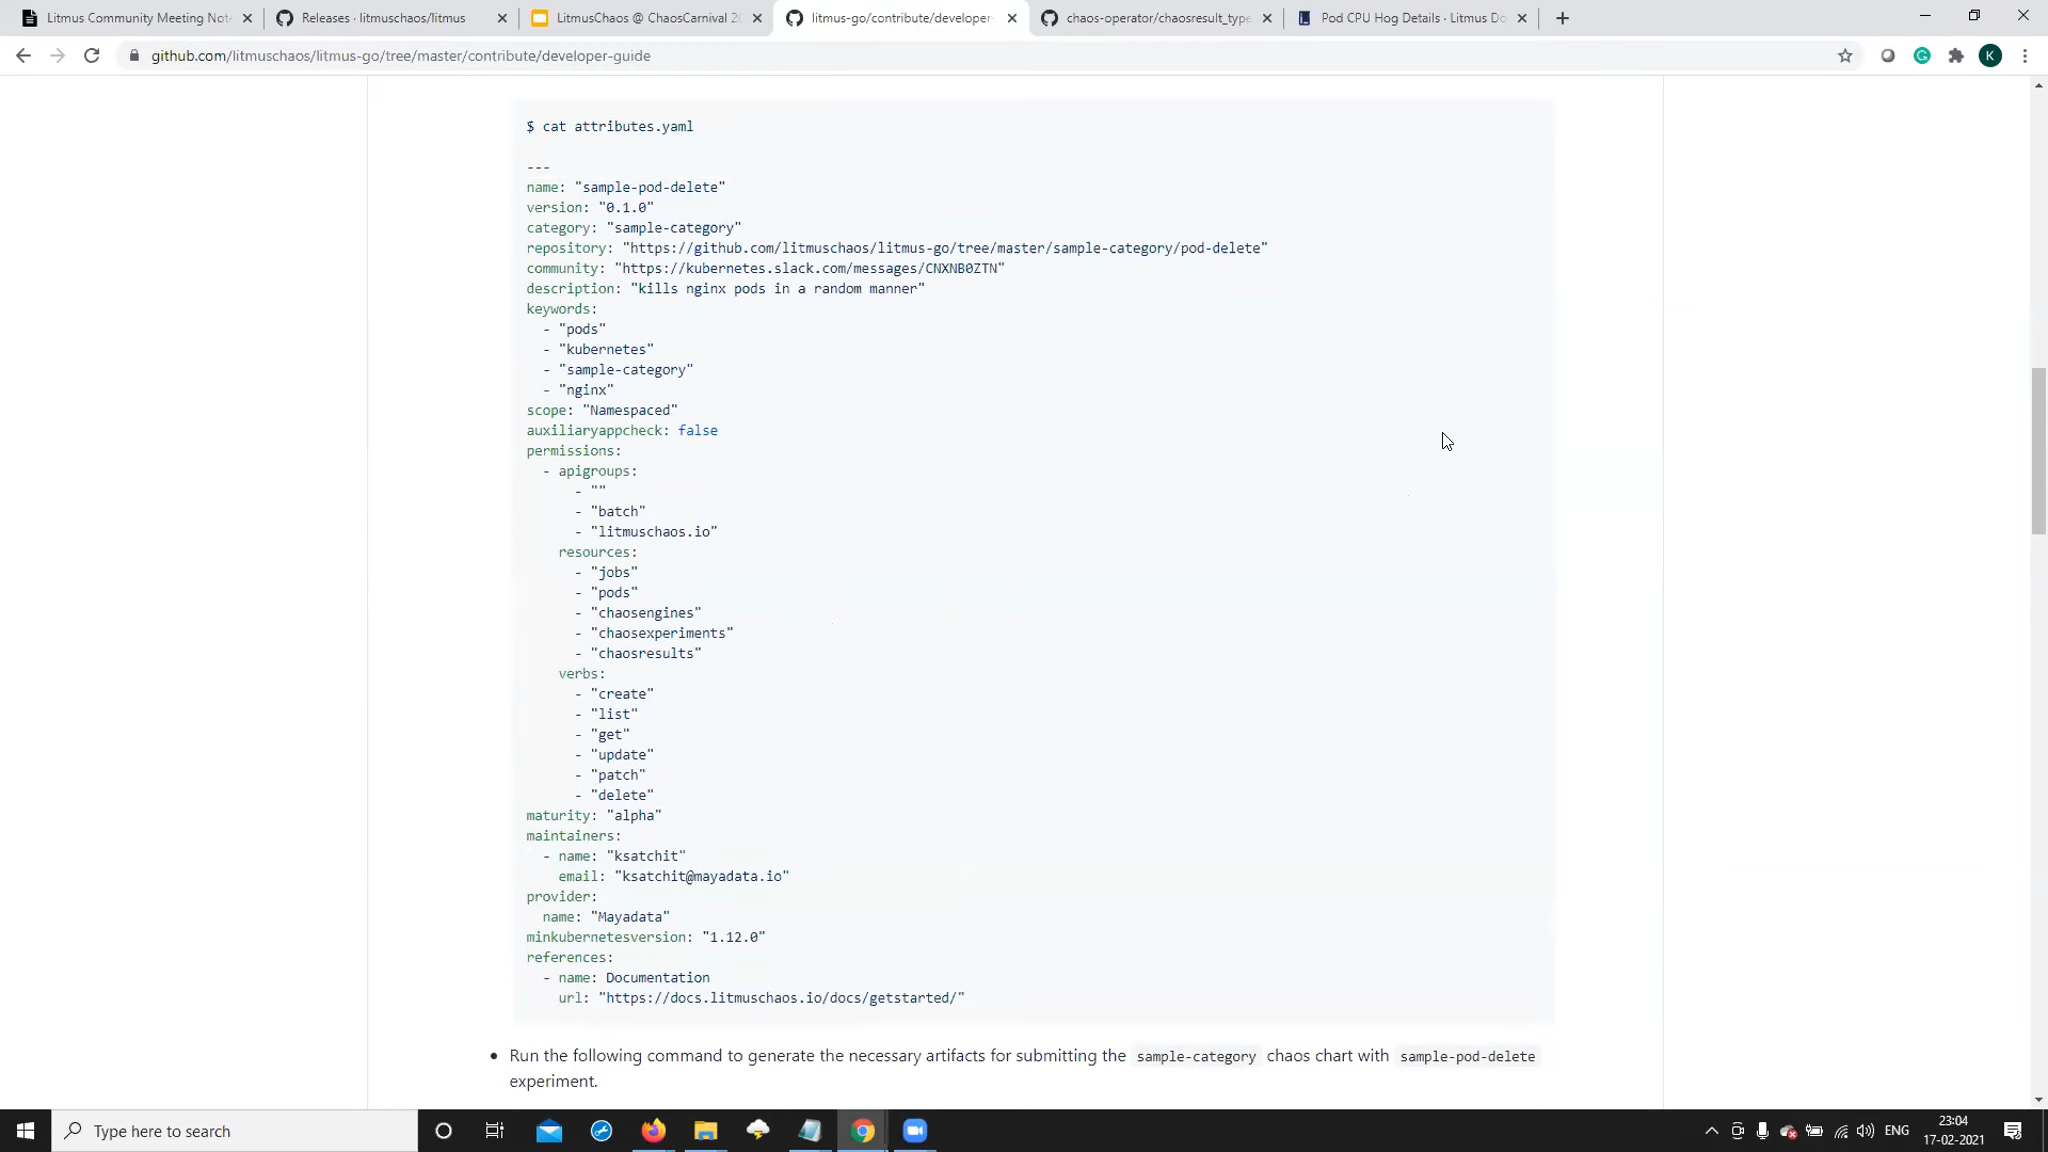 Litmus Community Meeting Not
Releases · litmuschaos/litmus
LitmusChaos @ ChaosCarnival 20
litmus-go/contribute/developer-
chaos-operator/chaosresult_type
Pod CPU Hog Details · Litmus Do
github.com/litmuschaos/litmus-go/tree/master/contribute/developer-guide
K
$ cat attributes.yaml
---
name: "sample-pod-delete"
version: "0.1.0"
category: "sample-category"
repository: "https://github.com/litmuschaos/litmus-go/tree/master/sample-category/pod-delete"
community: "https://kubernetes.slack.com/messages/CNXNB0ZTN"
description: "kills nginx pods in a random manner"
keywords:
- "pods"
- "kubernetes"
- "sample-category"
- "nginx"
scope: "Namespaced"
auxiliaryappcheck: false
permissions:
- apigroups:
- ""
- "batch"
- "litmuschaos.io"
resources:
- "jobs"
- "pods"
- "chaosengines"
- "chaosexperiments"
- "chaosresults"
verbs:
- "create"
- "list"
- "get"
- "update"
- "patch"
- "delete"
maturity: "alpha"
maintainers:
- name: "ksatchit"
email: "ksatchit@mayadata.io"
provider:
name: "Mayadata"
minkubernetesversion: "1.12.0"
references:
- name: Documentation
url: "https://docs.litmuschaos.io/docs/getstarted/"
• Run the following command to generate the necessary artifacts for submitting the sample-category chaos chart with sample-pod-delete
experiment.
Type here to search
ENG
23:04
17-02-2021